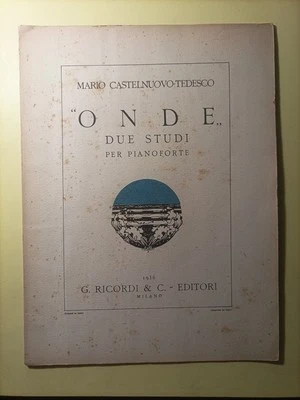 MARIO CASTELNUOVO-TEDESCO
"ONDE„
DUE STUDI
PER PIANOFORTE
G. RICORDI & C. - EDITORI
MILANO